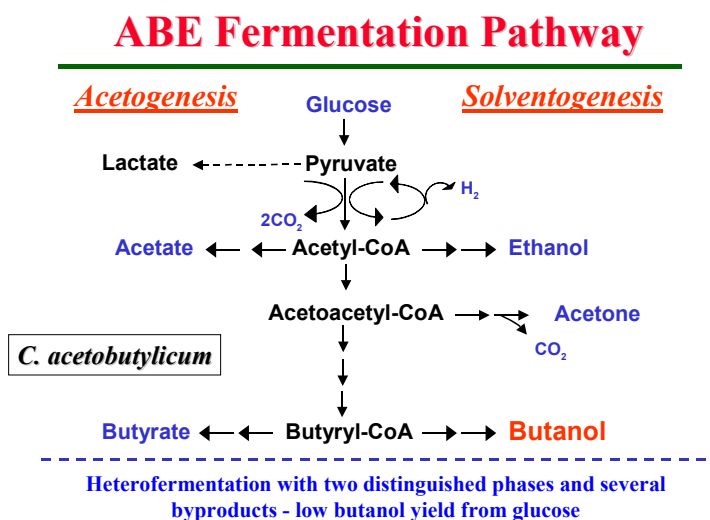 ABE Fermentation Pathway
Acetogenesis
Glucose
Solventogenesis
Lactate
Pyruvate
H2
2CO2
Acetate
Acetyl-CoA
Ethanol
Acetoacetyl-CoA
Acetone
CO2
C. acetobutylicum
Butyrate
Butyryl-CoA
Butanol
Heterofermentation with two distinguished phases and several
byproducts - low butanol yield from glucose